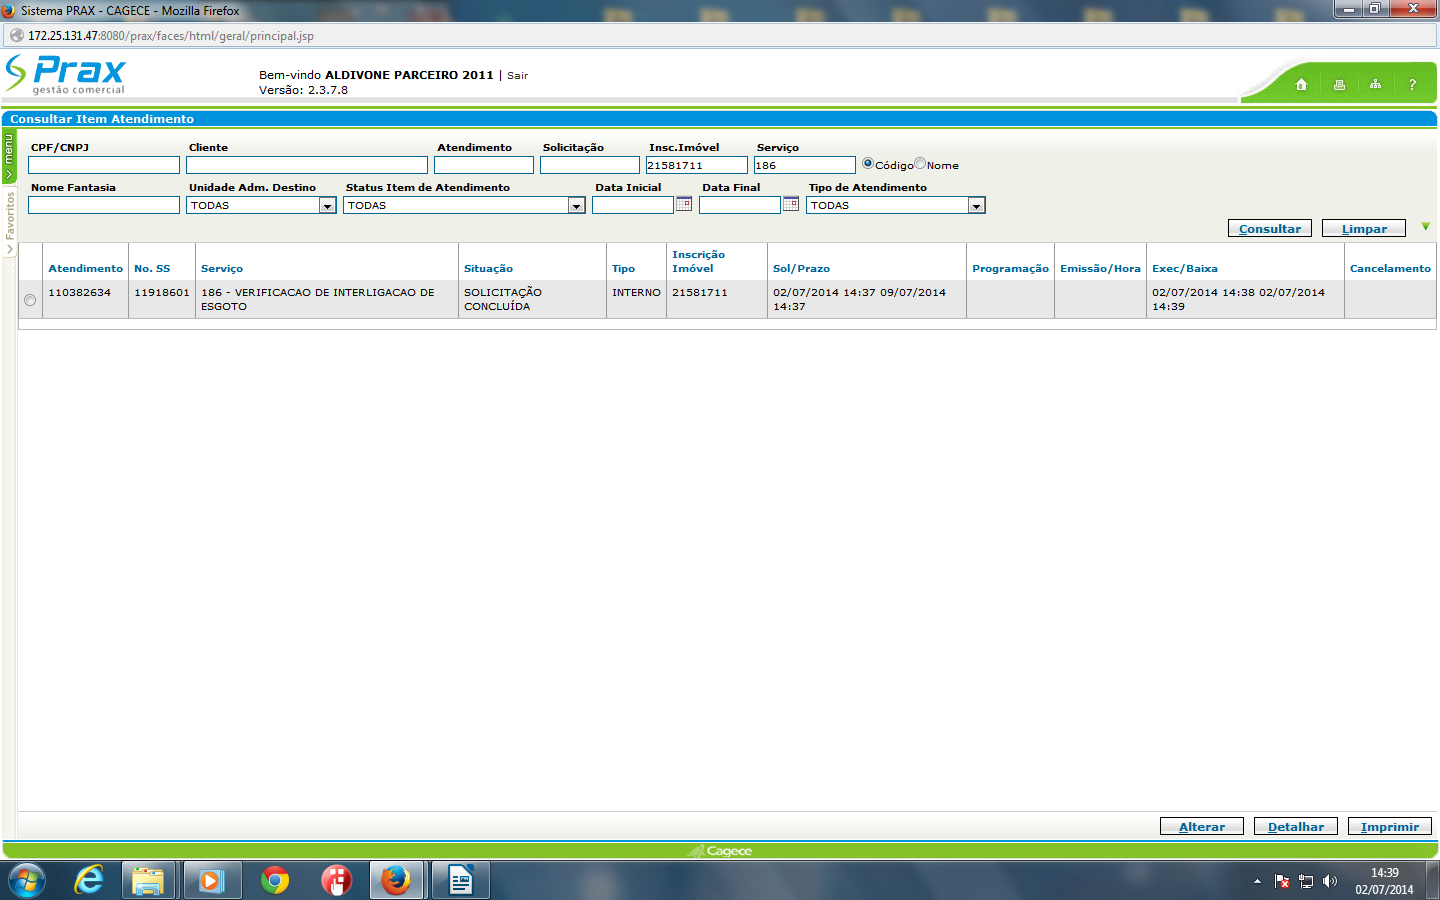 Sistema PRAX - CAGECE - Mozilla Firefox
172.25.131.47:8080/prax/faces/html/geral/principal.jsp
Prax
gestão comercial
Bem-vindo ALDIVONE PARCEIRO 2011 | Sair
Versão: 2.3.7.8
?
Consultar Item Atendimento
menu
Favoritos
CPF/CNPJ Cliente Atendimento Solicitação Insc.Imóvel Serviço
21581711 186 Código Nome
Nome Fantasia Unidade Adm. Destino Status Item de Atendimento Data Inicial Data Final Tipo de Atendimento
TODAS TODAS TODAS
Consultar Limpar
Atendimento No. SS Serviço Situação Tipo Inscrição Imóvel Sol/Prazo Programação Emissão/Hora Exec/Baixa Cancelamento
110382634 11918601 186 - VERIFICACAO DE INTERLIGACAO DE SOLICITAÇÃO INTERNO 21581711 02/07/2014 14:37 09/07/2014 02/07/2014 14:38 02/07/2014
ESGOTO CONCLUÍDA 14:37 14:39
Alterar Detalhar Imprimir
Cagece
14:39
02/07/2014